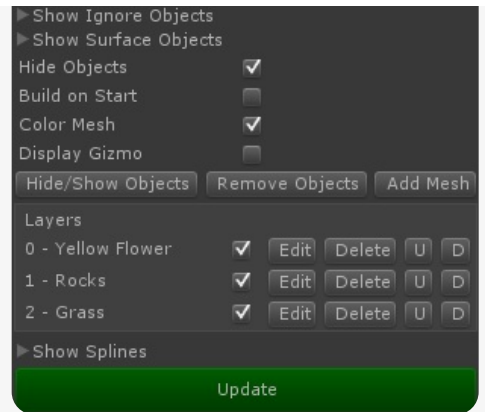 Show Ignore Objects
Show Surface Objects
Hide Objects
Build on Start
Color Mesh
Display Gizmo
Hide/Show Objects Remove Objects Add Mesh
Layers
0 - Yellow Flower Edit Delete U D
1 - Rocks Edit Delete U D
2 - Grass Edit Delete U D
Show Splines
Update